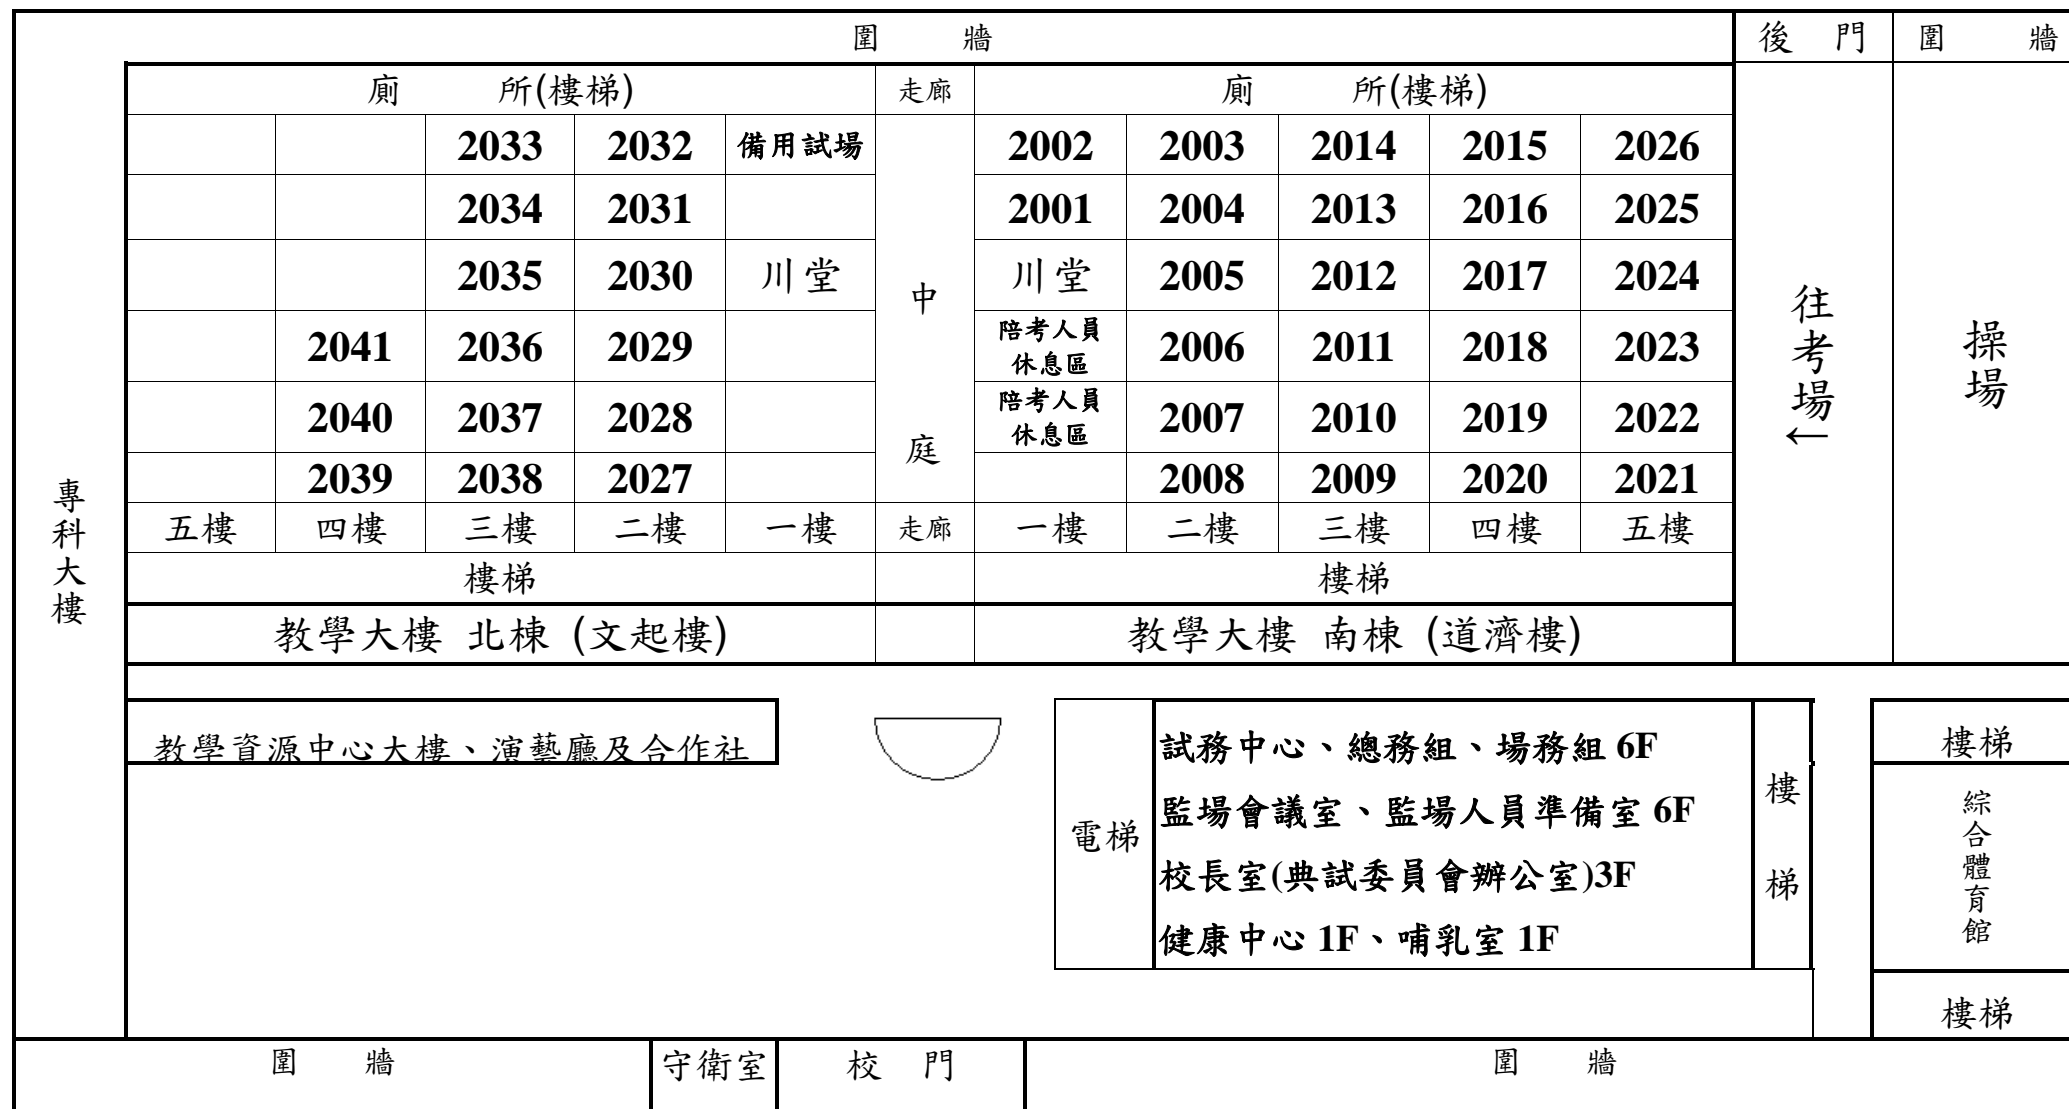 圍 牆 後 門 圍 牆
廁 所(樓梯) 走廊 廁 所(樓梯)
2033 2032 備用試場 2002 2003 2014 2015 2026
2034 2031 2001 2004 2013 2016 2025
2035 2030 川堂 川堂 2005 2012 2017 2024
2041 2036 2029 陪考人員 2006 2011 2018 2023
休息區
2040 2037 2028 陪考人員 2007 2010 2019 2022
休息區
2039 2038 2027 2008 2009 2020 2021
中庭
往考場←
操場
五樓 四樓 三樓 二樓 一樓 走廊 一樓 二樓 三樓 四樓 五樓
樓梯 樓梯
教學大樓 北棟 (文起樓) 教學大樓 南棟 (道濟樓)
專科大樓
教學資源中心大樓、演藝廳及合作社
電梯
試務中心、總務組、場務組 6F
監場會議室、監場人員準備室 6F
校長室(典試委員會辦公室)3F
健康中心 1F、哺乳室 1F
樓梯
樓梯
綜合體育館
樓梯
圍 牆 守衛室 校 門 圍 牆